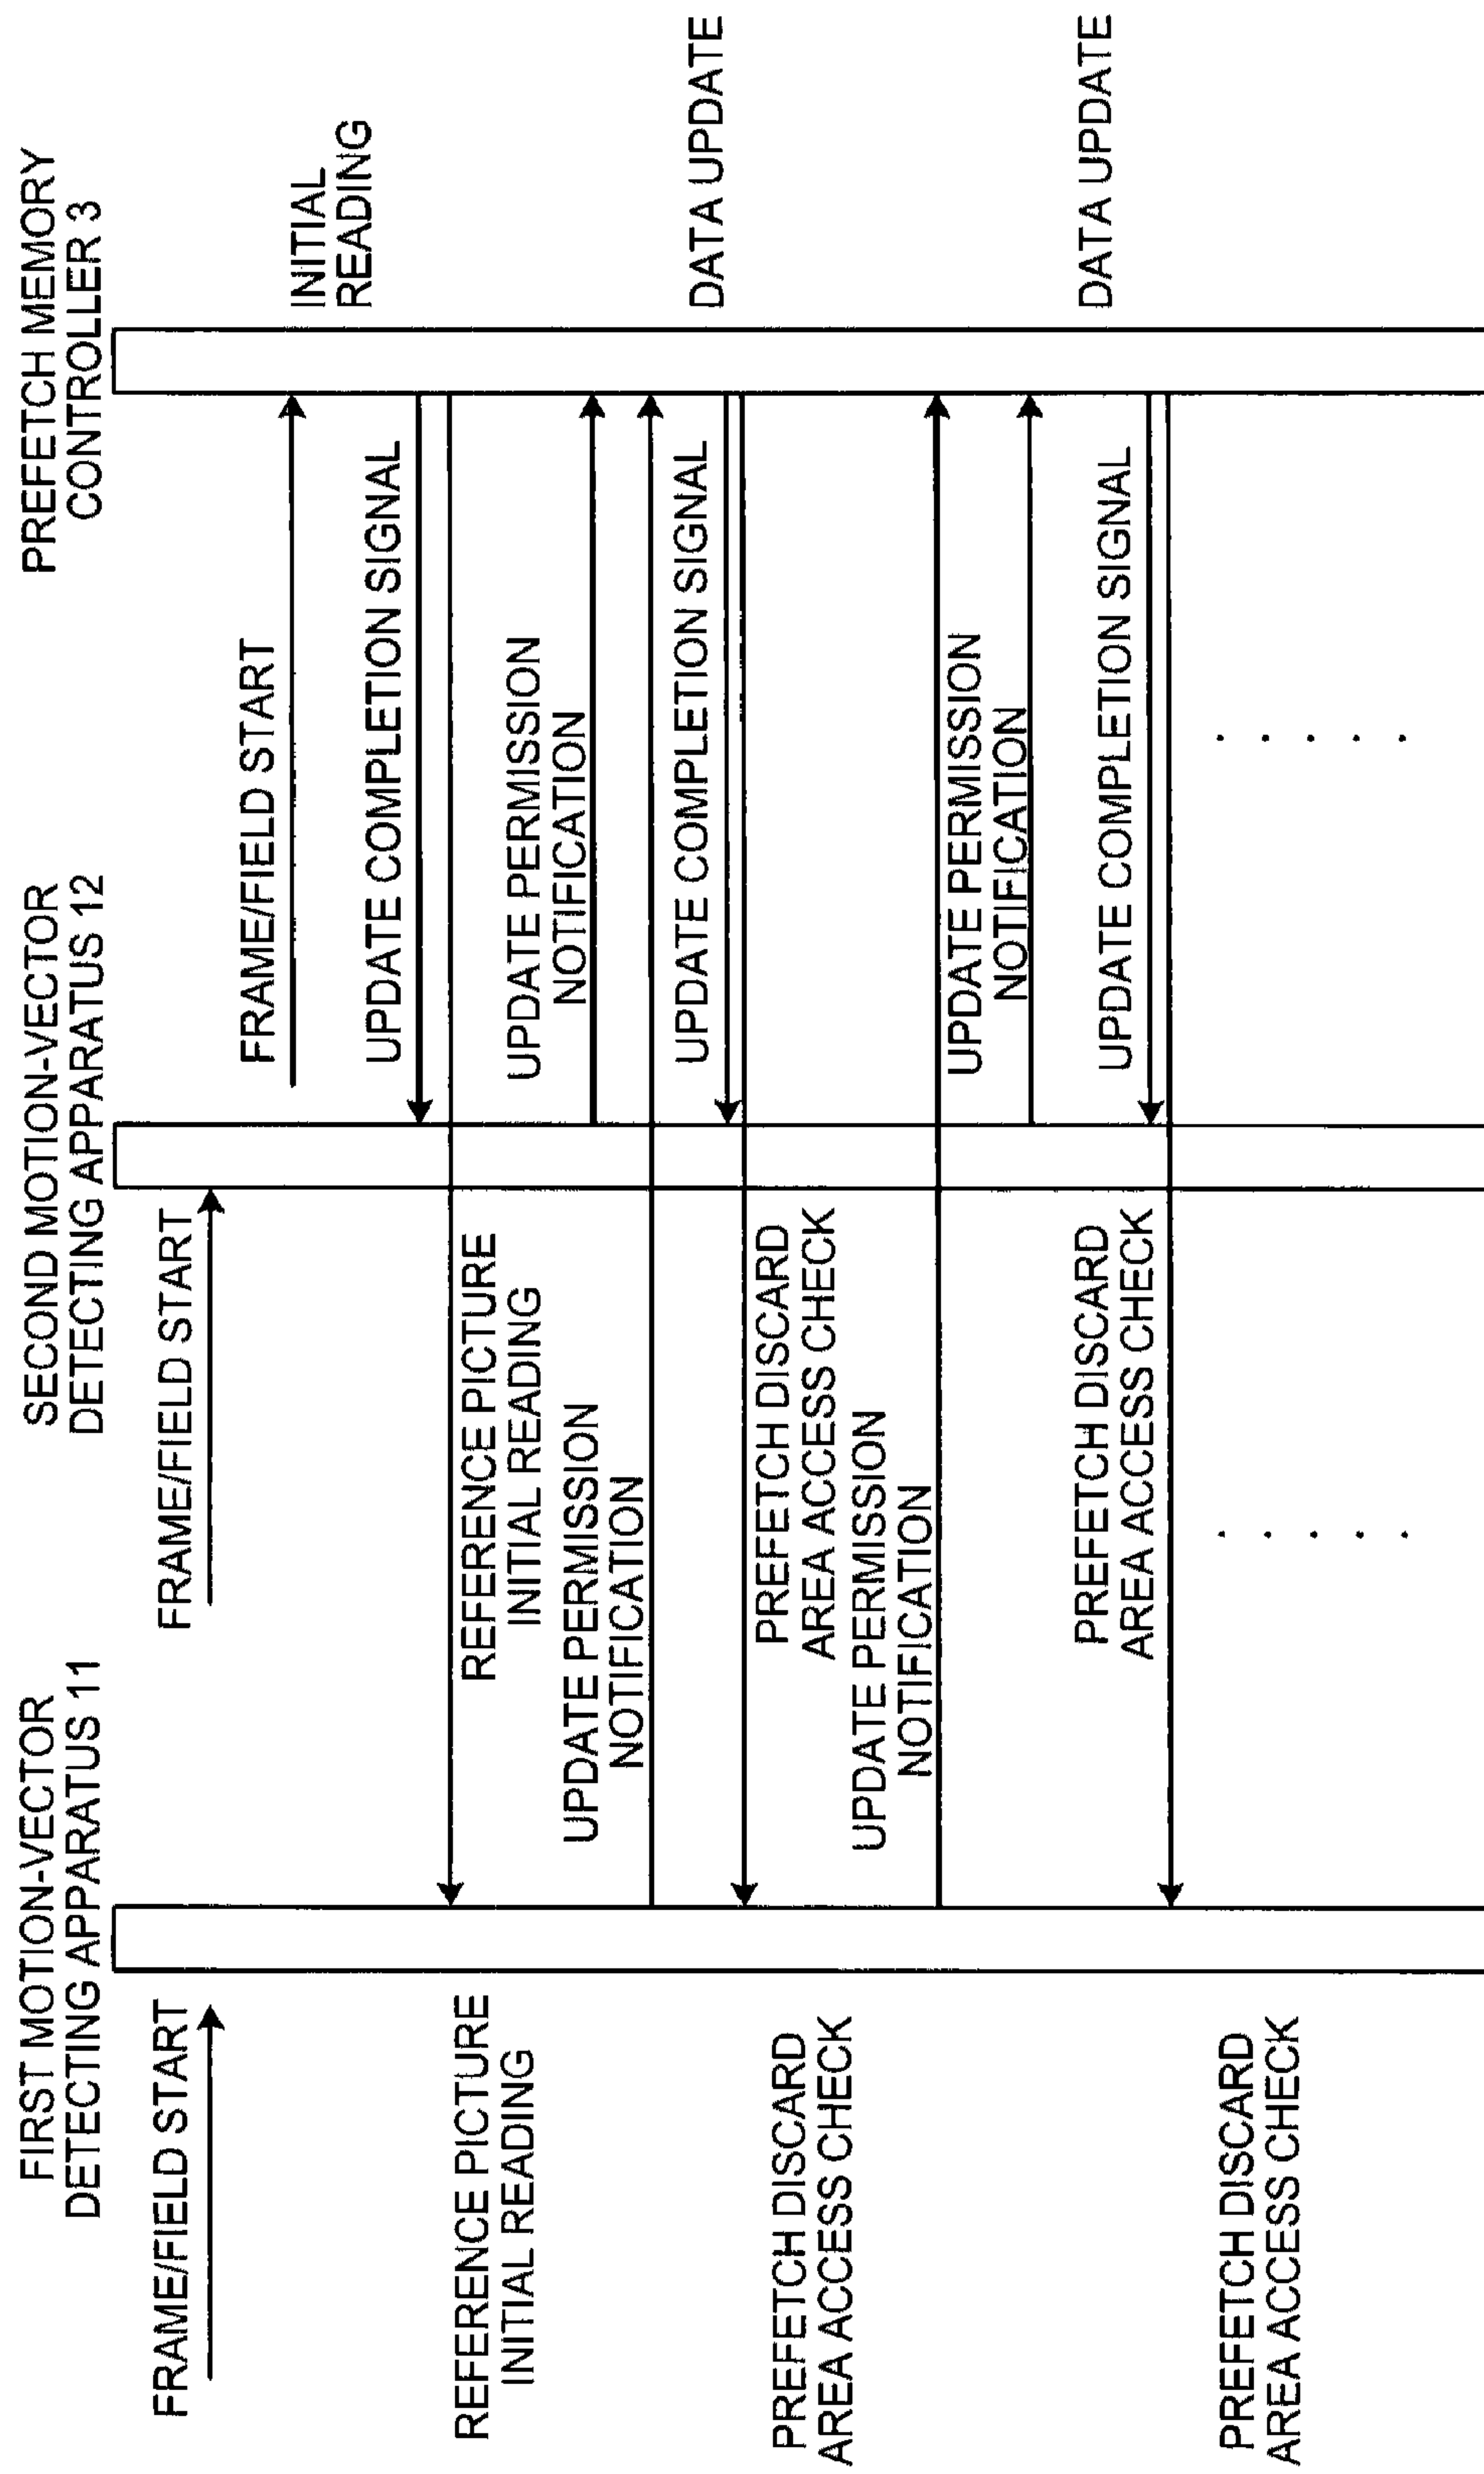 FIRST MOTION-VECTOR
DETECTING APPARATUS 11
SECOND MOTION-VECTOR
DETECTING APPARATUS 12
PREFETCH MEMORY
CONTROLLER 3
FRAME/FIELD START
FRAME/FIELD START
FRAME/FIELD START
INITIAL
READING
UPDATE COMPLETION SIGNAL
REFERENCE PICTURE
INITIAL READING
REFERENCE PICTURE
INITIAL READING
UPDATE PERMISSION
NOTIFICATION
UPDATE PERMISSION
NOTIFICATION
UPDATE COMPLETION SIGNAL
DATA UPDATE
PREFETCH DISCARD
AREA ACCESS CHECK
PREFETCH DISCARD
AREA ACCESS CHECK
UPDATE PERMISSION
NOTIFICATION
UPDATE PERMISSION
NOTIFICATION
UPDATE COMPLETION SIGNAL
DATA UPDATE
PREFETCH DISCARD
AREA ACCESS CHECK
PREFETCH DISCARD
AREA ACCESS CHECK
. . . . .
. . . . .